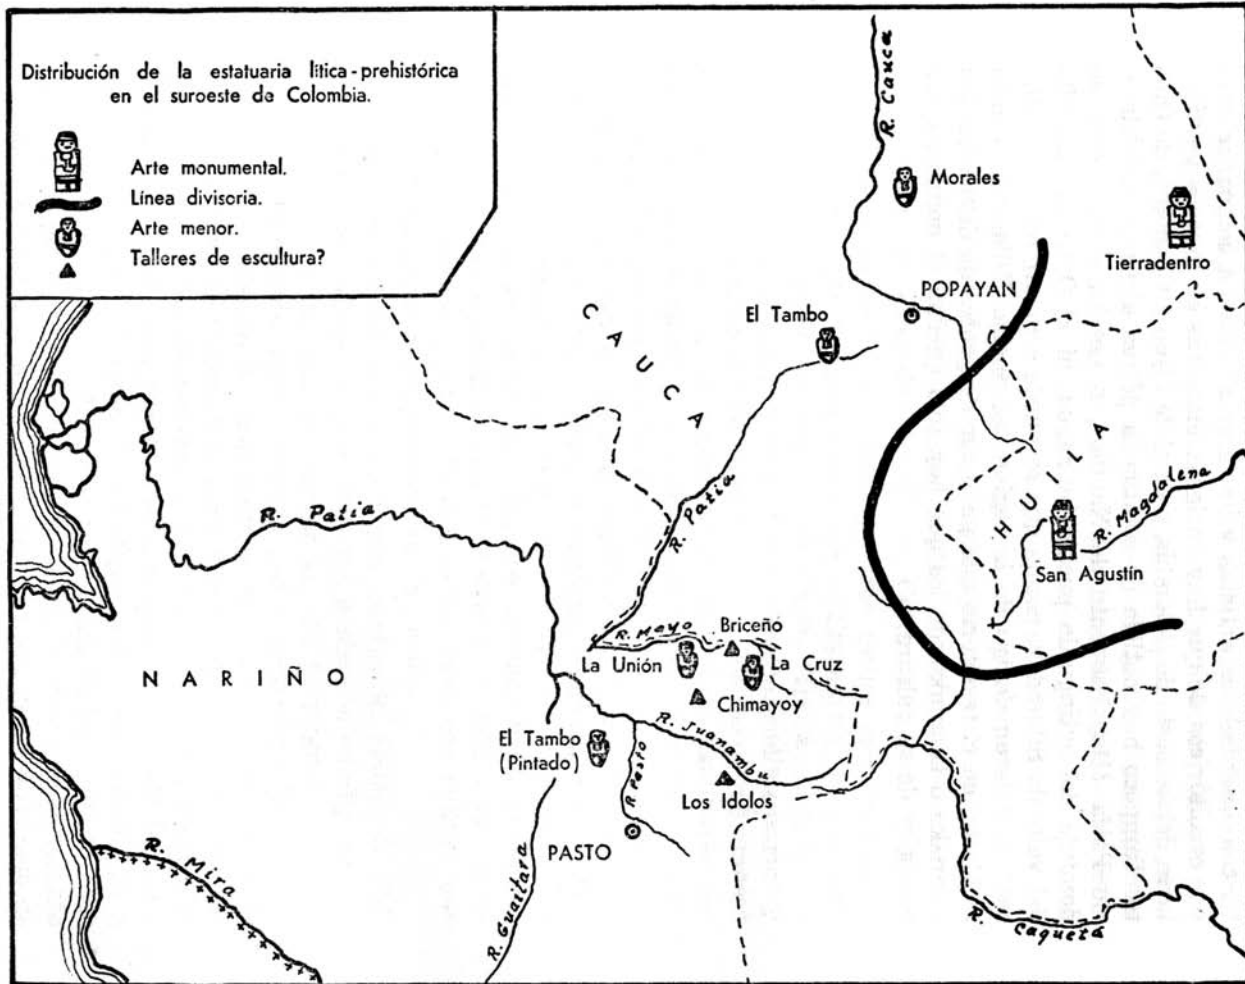 Distribución de la estatuaria lítica-prehistórica
en el suroeste de Colombia.
Arte monumental.
Línea divisoria.
Arte menor.
Talleres de escultura?
R. Cauca
Morales
Tierradentro
POPAYAN
El Tambo
CAUCA
HUILA
R. Magdalena
San Agustín
R. Patia
R. Patia
R. Mayo
Briceño
La Unión
La Cruz
Chimayoy
NARIÑO
El Tambo
(Pintado)
R. Juanambu
R. Pasto
Los Idolos
PASTO
R. Mira
R. Guaitara
R. Caquetá